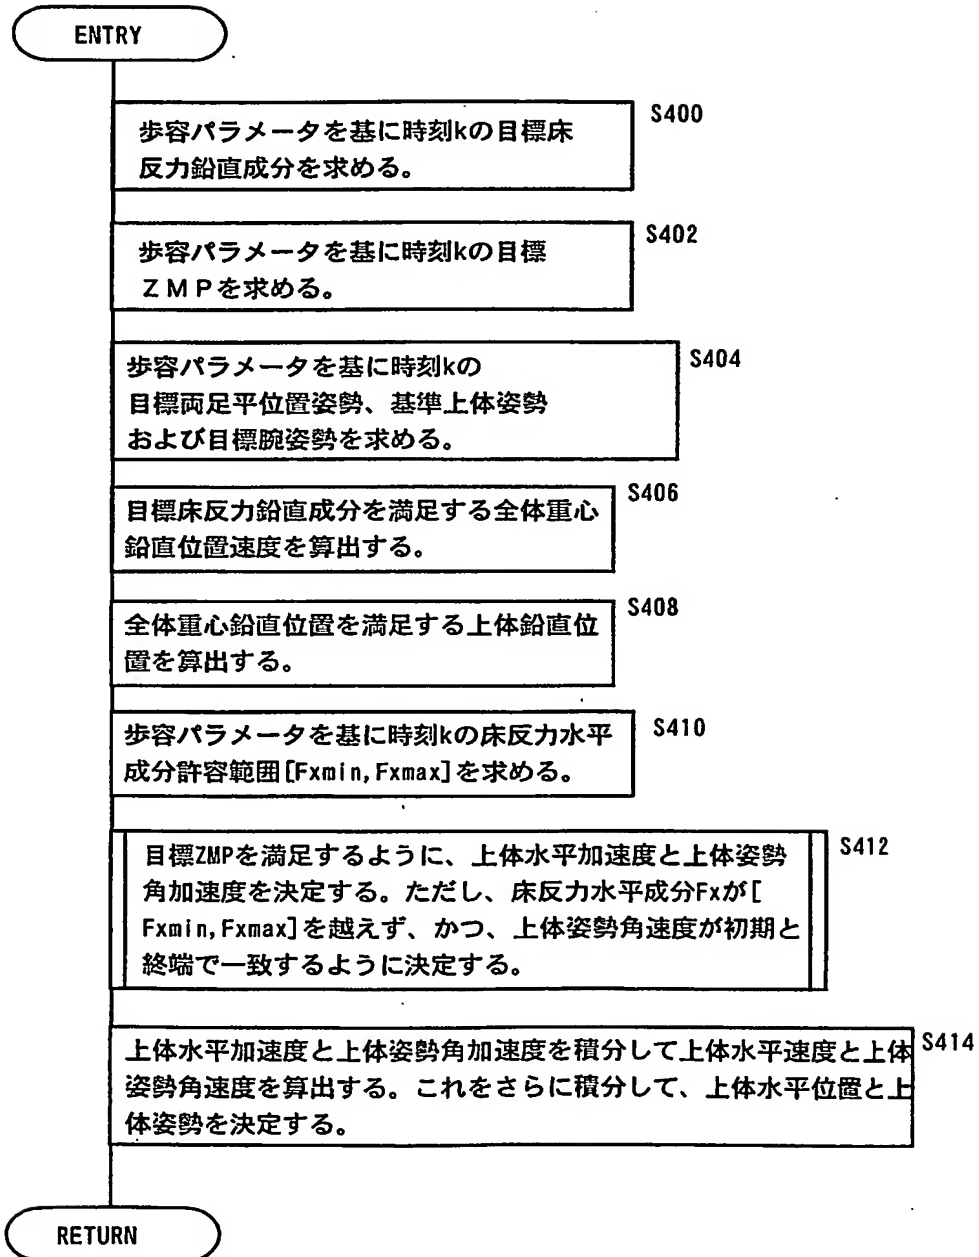 ENTRY
S400
歩容パラメータを基に時刻kの目標床
反力鉛直成分を求める。
S402
歩容パラメータを基に時刻kの目標
ＺＭＰを求める。
S404
歩容パラメータを基に時刻kの
目標両足平位置姿勢、基準上体姿勢
および目標腕姿勢を求める。
S406
目標床反力鉛直成分を満足する全体重心
鉛直位置速度を算出する。
S408
全体重心鉛直位置を満足する上体鉛直位
置を算出する。
S410
歩容パラメータを基に時刻kの床反力水平
成分許容範囲[Fxmin,Fxmax]を求める。
S412
目標ZMPを満足するように、上体水平加速度と上体姿勢
角加速度を決定する。ただし、床反力水平成分Fxが[
Fxmin,Fxmax]を越えず、かつ、上体姿勢角速度が初期と
終端で一致するように決定する。
S414
上体水平加速度と上体姿勢角加速度を積分して上体水平速度と上体
姿勢角速度を算出する。これをさらに積分して、上体水平位置と上
体姿勢を決定する。
RETURN